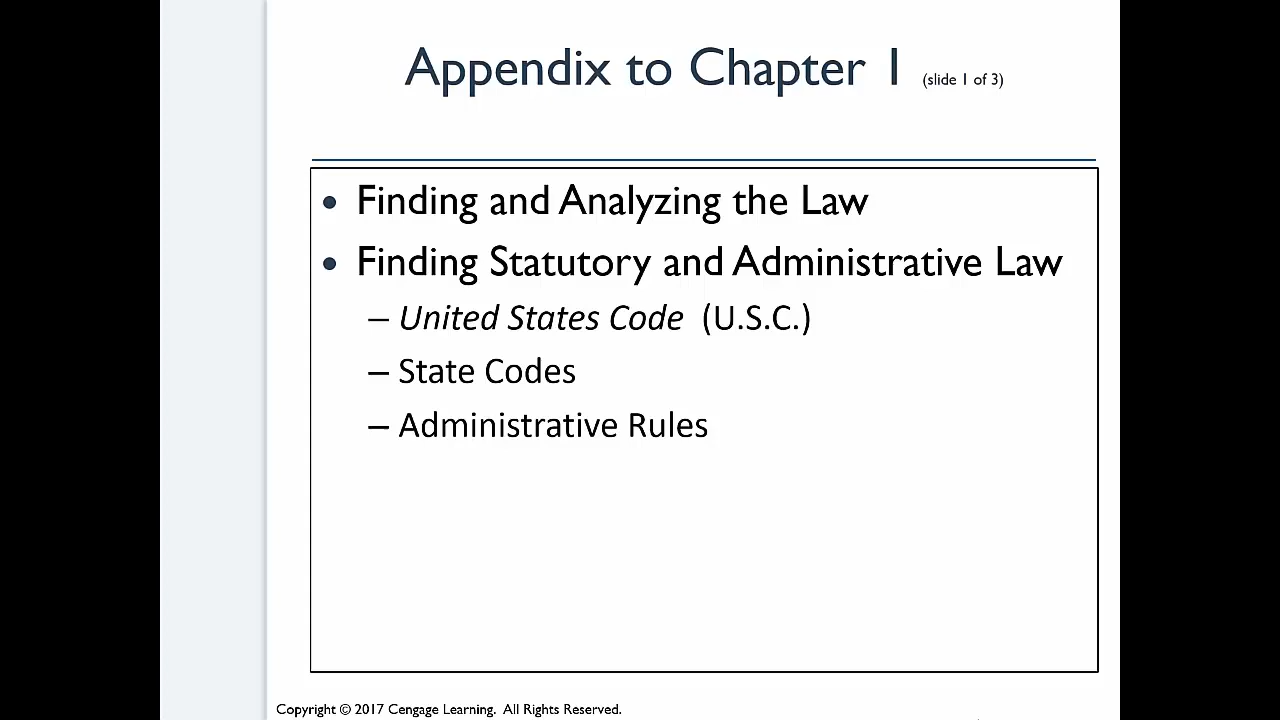 Appendix to Chapter 1 (slide 1 of 3)
• Finding and Analyzing the Law
• Finding Statutory and Administrative Law
– United States Code (U.S.C.)
– State Codes
– Administrative Rules
Copyright © 2017 Cengage Learning. All Rights Reserved.